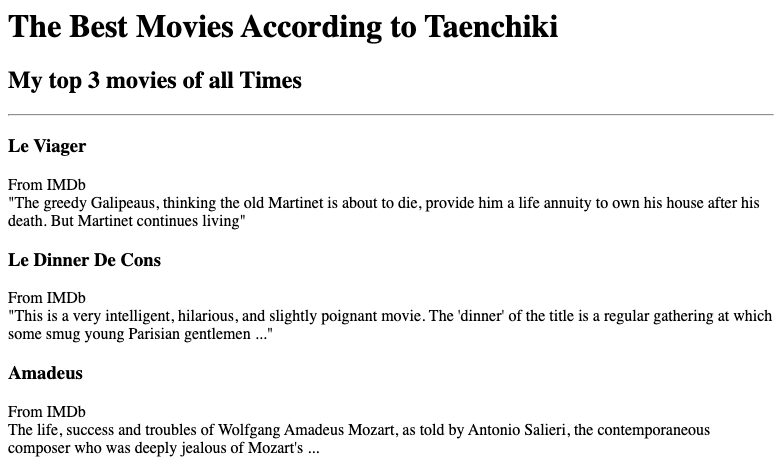 The Best Movies According to Taenchiki
My top 3 movies of all Times
Le Viager
From IMDb
"The greedy Galipeaus, thinking the old Martinet is about to die, provide him a life annuity to own his house after his
death. But Martinet continues living"
Le Dinner De Cons
From IMDb
"This is a very intelligent, hilarious, and slightly poignant movie. The 'dinner' of the title is a regular gathering at which
some smug young Parisian gentlemen ..."
Amadeus
From IMDb
The life, success and troubles of Wolfgang Amadeus Mozart, as told by Antonio Salieri, the contemporaneous
composer who was deeply jealous of Mozart's ...